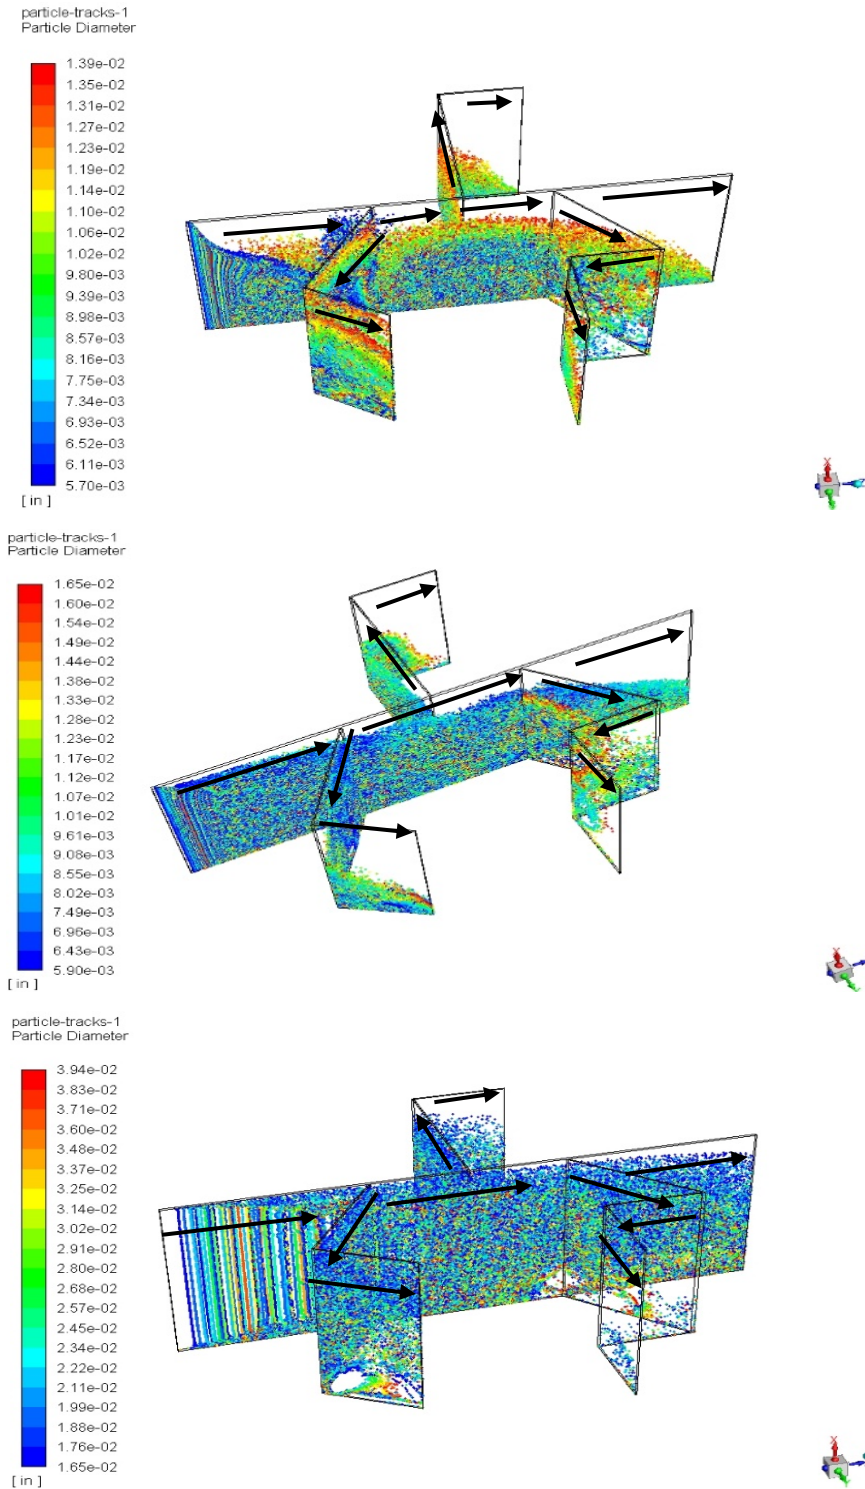 particle-tracks-1
Particle Diameter
1.39e-02
1.35e-02
1.31e-02
1.27e-02
1.23e-02
1.19e-02
1.14e-02
1.10e-02
1.06e-02
1.02e-02
9.80e-03
9.39e-03
8.98e-03
8.57e-03
8.16e-03
7.75e-03
7.34e-03
6.93e-03
6.52e-03
6.11e-03
5.70e-03
[ in ]
X
particle-tracks-1
Particle Diameter
1.65e-02
1.60e-02
1.54e-02
1.49e-02
1.44e-02
1.38e-02
1.33e-02
1.28e-02
1.23e-02
1.17e-02
1.12e-02
1.07e-02
1.01e-02
9.61e-03
9.08e-03
8.55e-03
8.02e-03
7.49e-03
6.96e-03
6.43e-03
5.90e-03
[ in ]
X
particle-tracks-1
Particle Diameter
3.94e-02
3.83e-02
3.71e-02
3.60e-02
3.48e-02
3.37e-02
3.25e-02
3.14e-02
3.02e-02
2.91e-02
2.80e-02
2.68e-02
2.57e-02
2.45e-02
2.34e-02
2.22e-02
2.11e-02
1.99e-02
1.88e-02
1.76e-02
1.65e-02
[ in ]
X